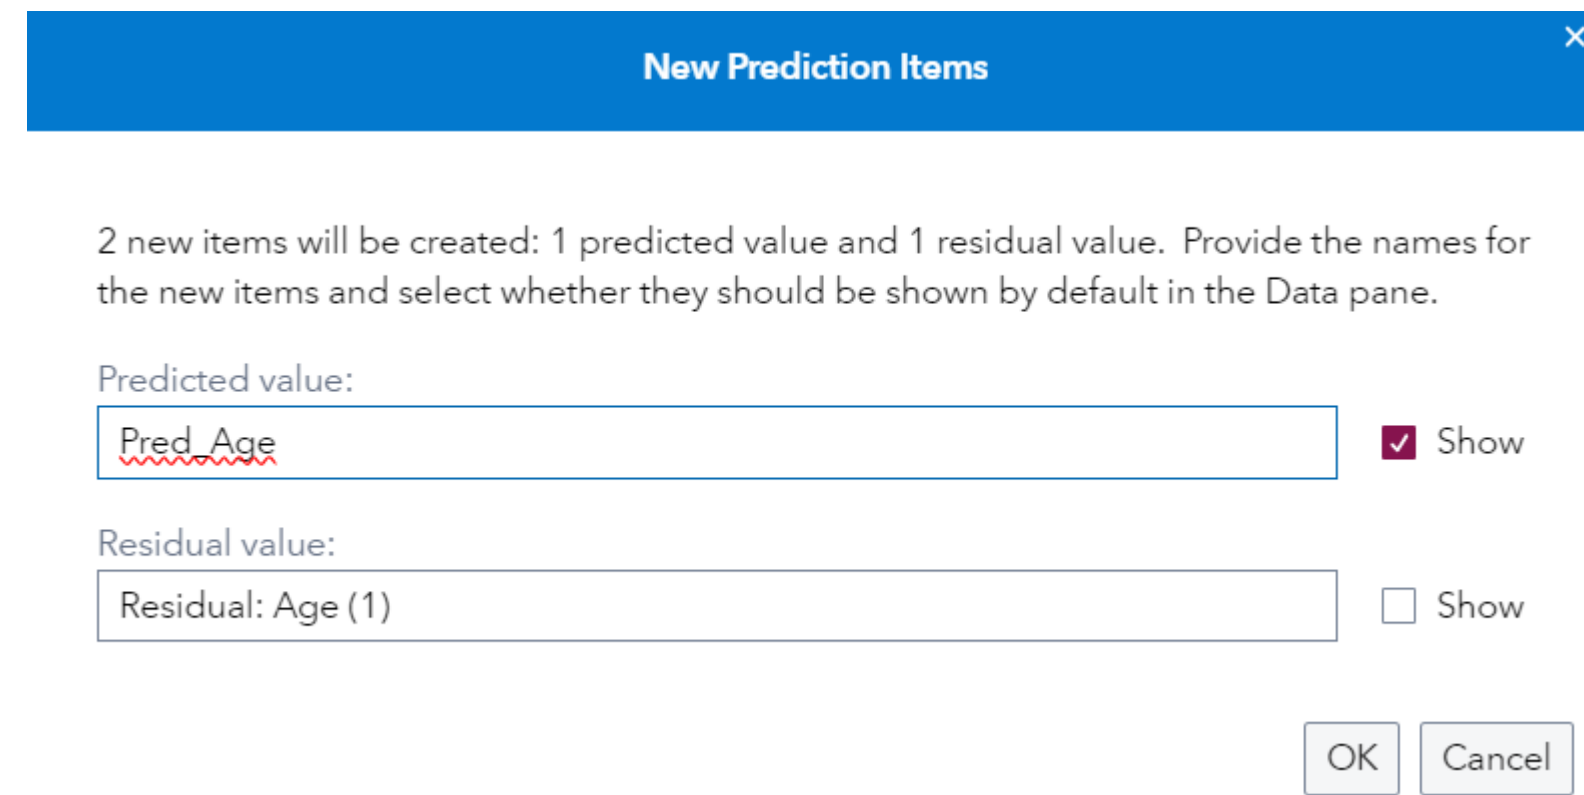 New Prediction Items
2 new items will be created: 1 predicted value and 1 residual value. Provide the names for
the new items and select whether they should be shown by default in the Data pane.
Predicted value:
Pred_Age
Show
Residual value:
Residual: Age (1)
Show
OK
Cancel